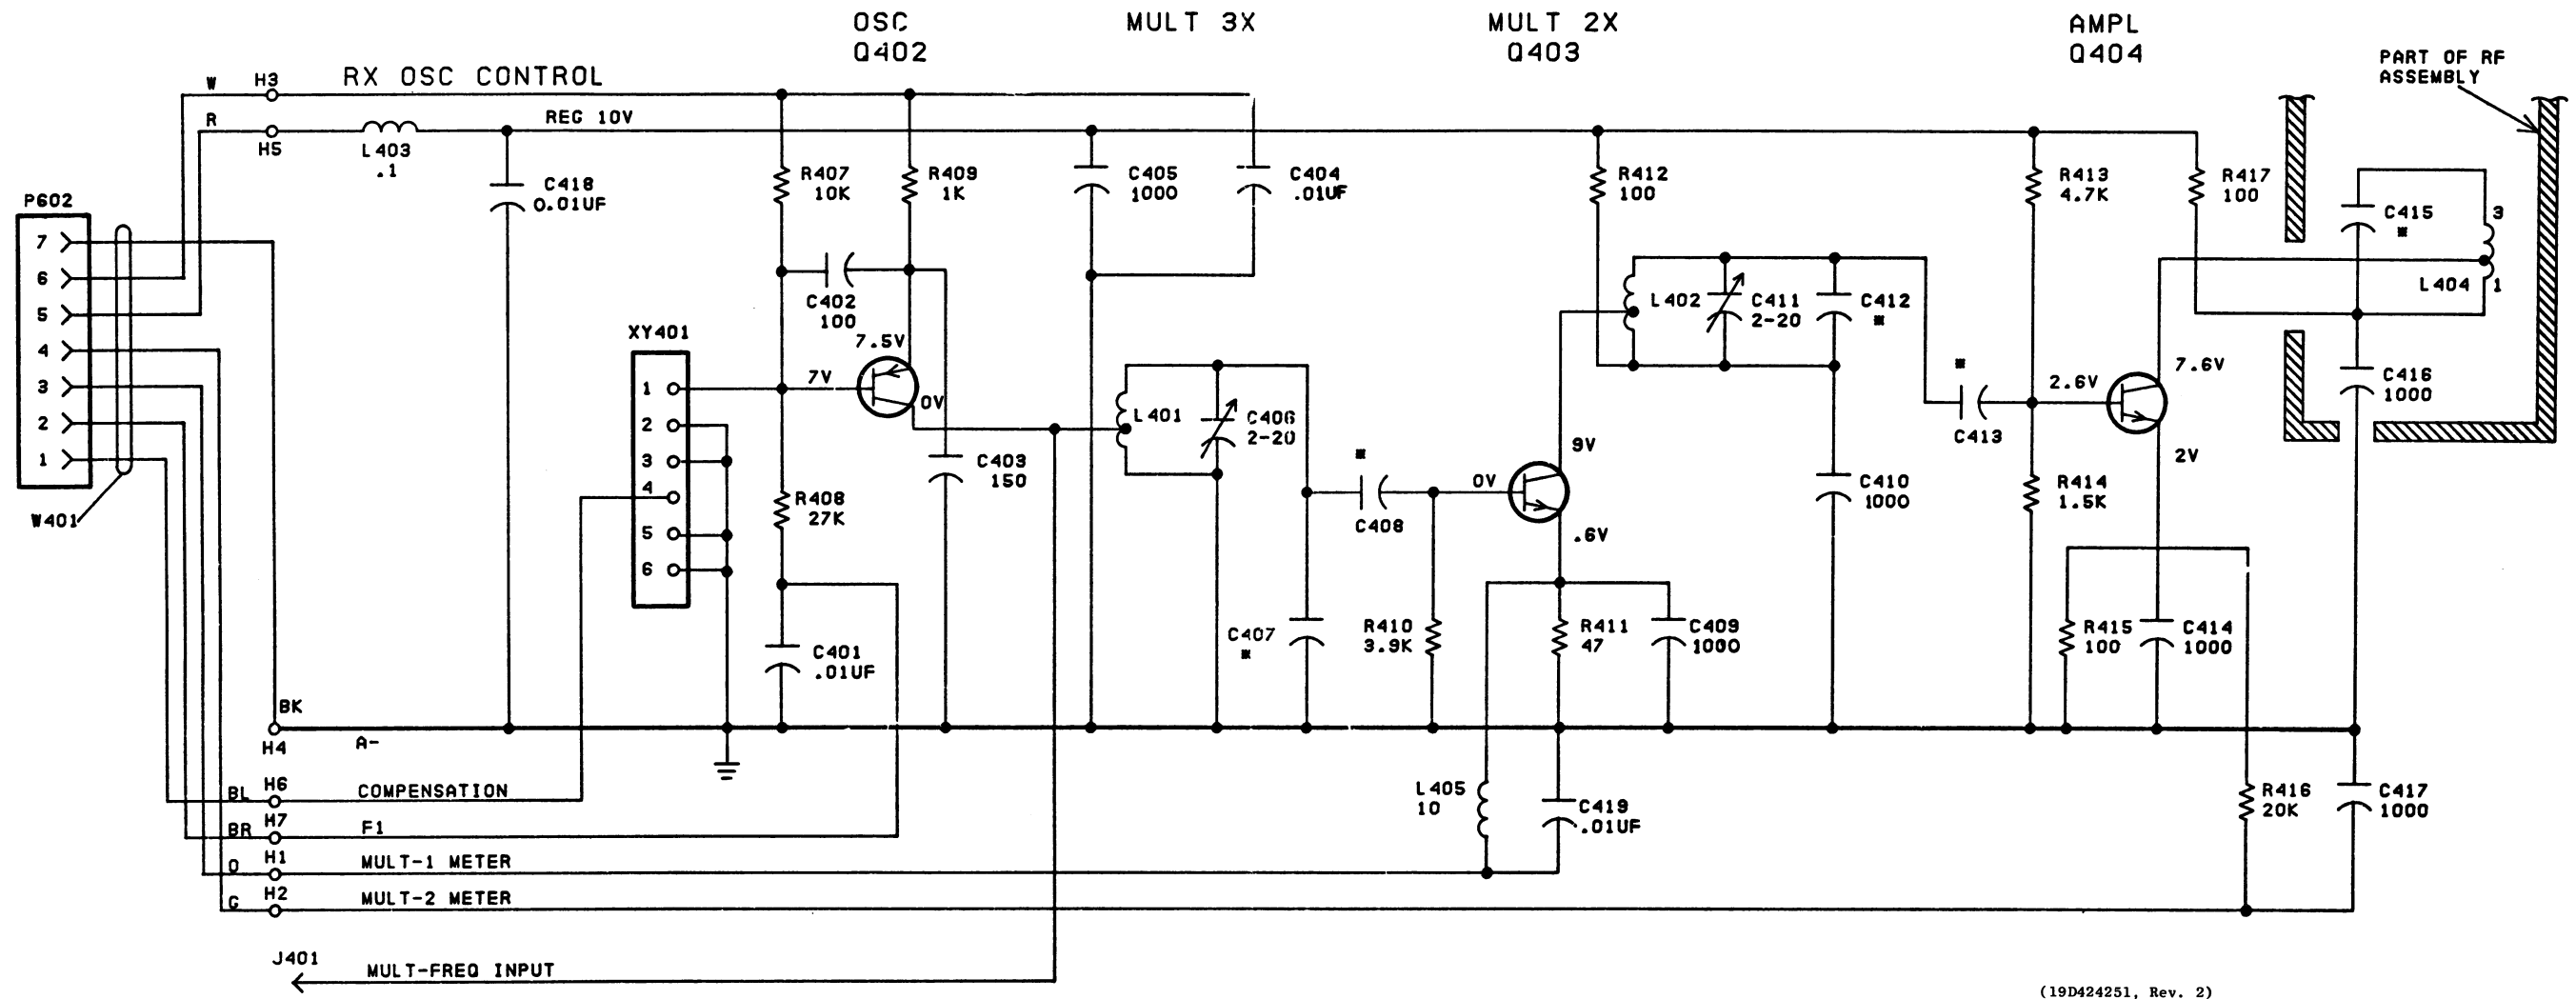 OSC
Q402
MULT 3X
MULT 2X
Q403
AMPL
Q404
PART OF RF
ASSEMBLY
W
H3
RX OSC CONTROL
R
H5
L403
.1
REG 10V
C418
0.01UF
R407
10K
R409
1K
C405
1000
C404
.01UF
R412
100
R413
4.7K
R417
100
C415
*
3
L404
1
P602
7
6
5
4
3
2
1
W401
C402
100
7.5V
XY401
1
2
3
4
5
6
7V
0V
R408
27K
C403
150
C401
.01UF
L401
C406
2-20
*
C408
C407
*
R410
3.9K
0V
9V
.6V
R411
47
C409
1000
L402
C411
2-20
C412
*
C410
1000
*
C413
2.6V
7.6V
2V
R414
1.5K
R415
100
C414
1000
C416
1000
BK
H4
A-
BL
H6
COMPENSATION
BR
H7
F1
O
H1
MULT-1 METER
G
H2
MULT-2 METER
L405
10
C419
.01UF
R416
20K
C417
1000
J401
MULT-FREQ INPUT
(19D424251, Rev. 2)